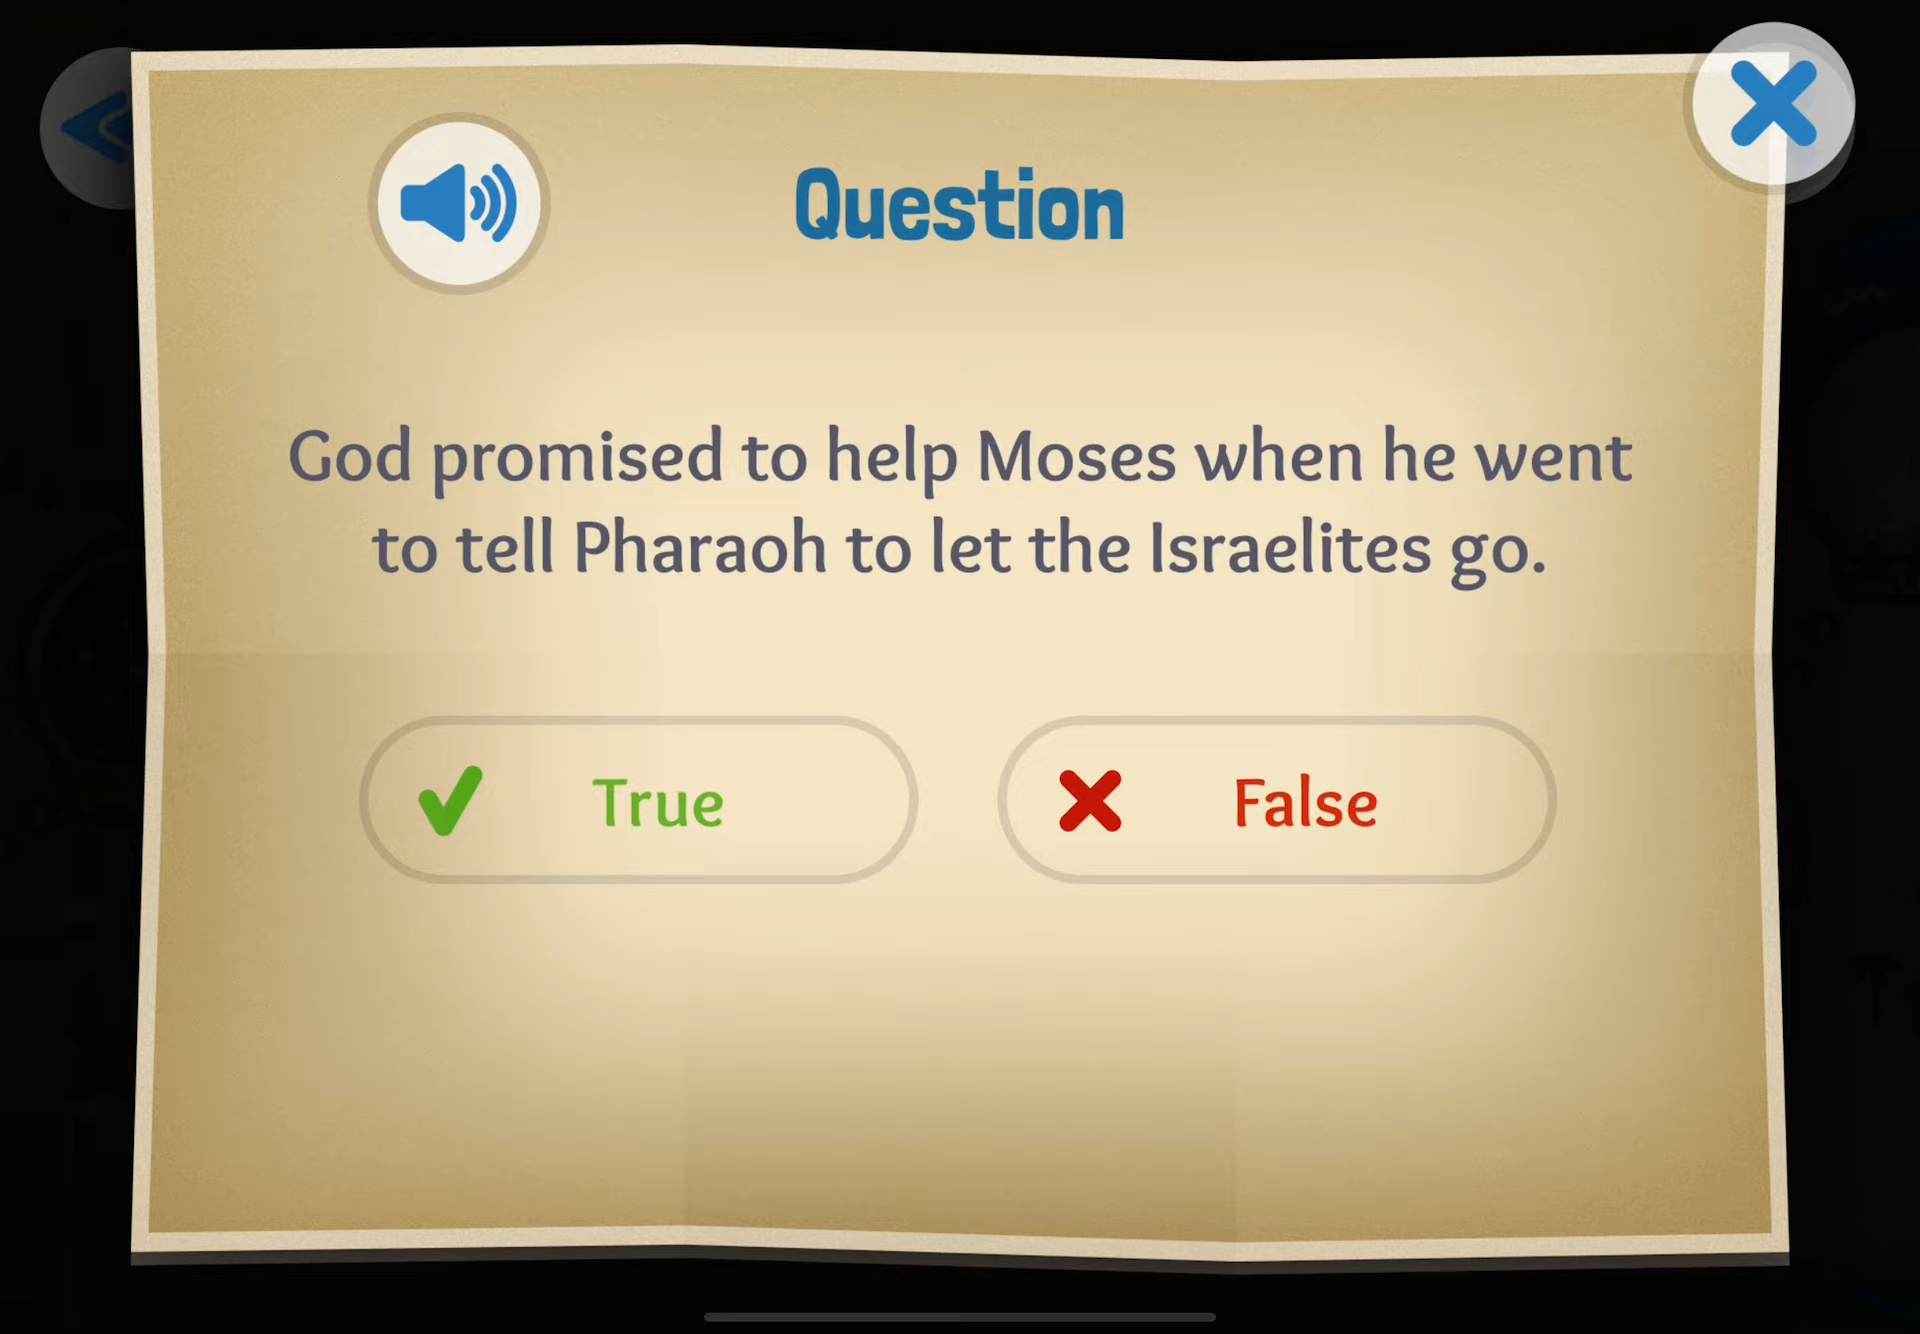 Question
God promised to help Moses when he went
to tell Pharaoh to let the Israelites go.
True
False